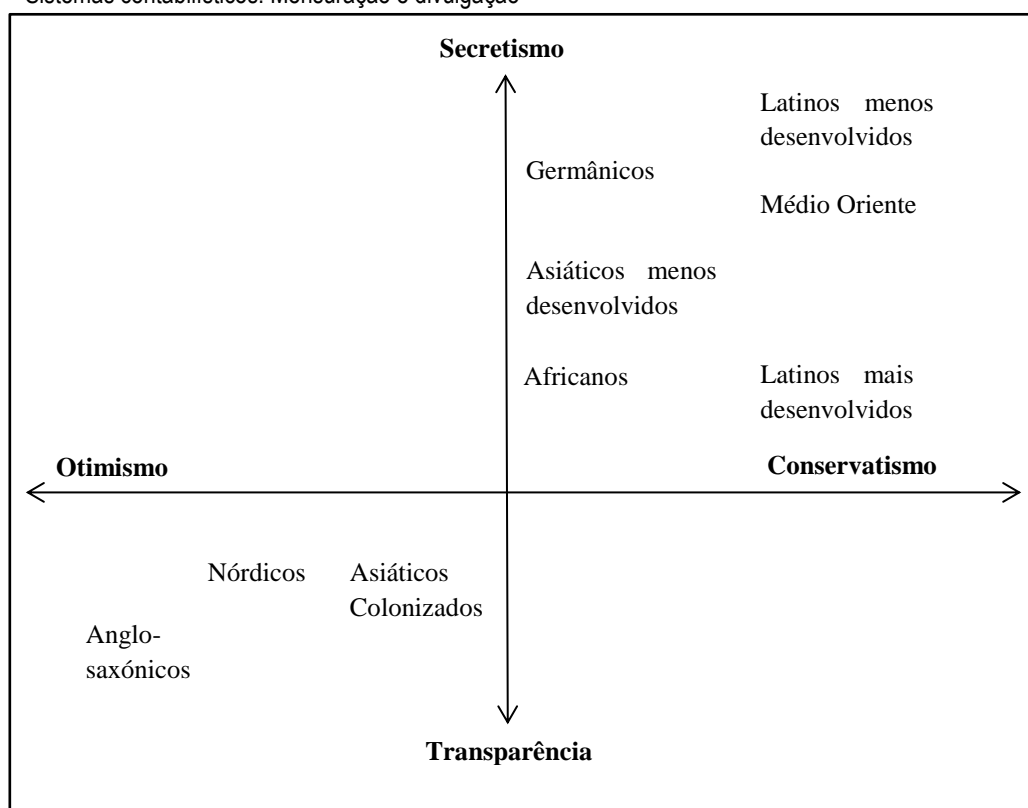 Sistemas contabilísticos: Mensuração e divulgação
Secretismo
Latinos menos
desenvolvidos
Germânicos
Médio Oriente
Asiáticos menos
desenvolvidos
Africanos
Latinos mais
desenvolvidos
Otimismo
Conservatismo
Nórdicos
Asiáticos
Colonizados
Anglo-
saxónicos
Transparência